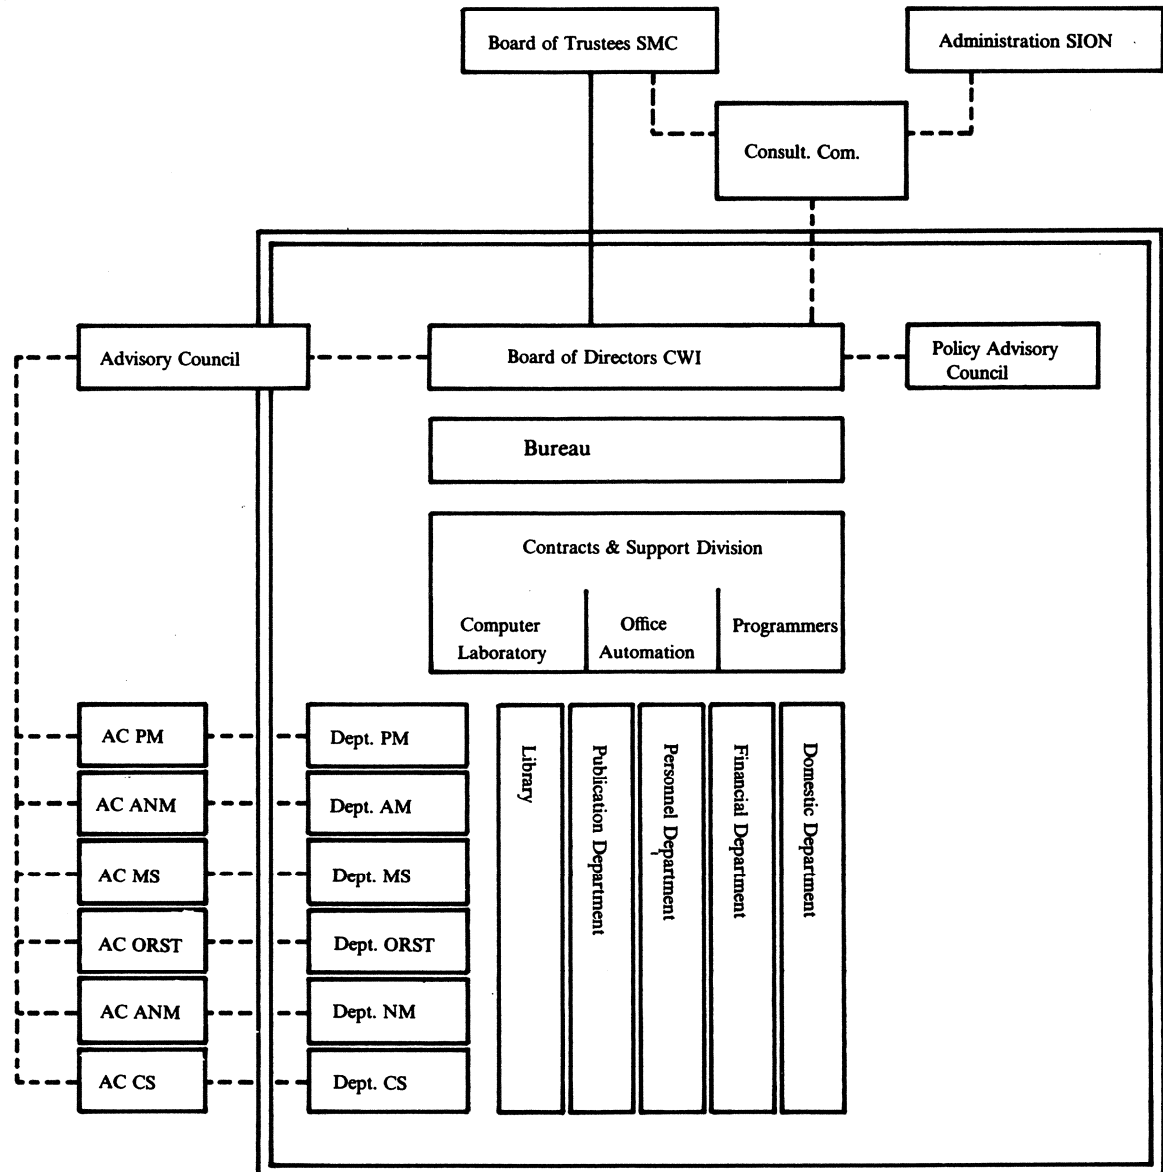 Board of Trustees SMC
Administration SION
Consult. Com.
Advisory Council
Board of Directors CWI
Policy Advisory
Council
Bureau
Contracts & Support Division
Computer
Laboratory
Office
Automation
Programmers
AC PM
Dept. PM
AC ANM
Dept. AM
AC MS
Dept. MS
AC ORST
Dept. ORST
AC ANM
Dept. NM
AC CS
Dept. CS
Library
Publication Department
Personnel Department
Financial Department
Domestic Department